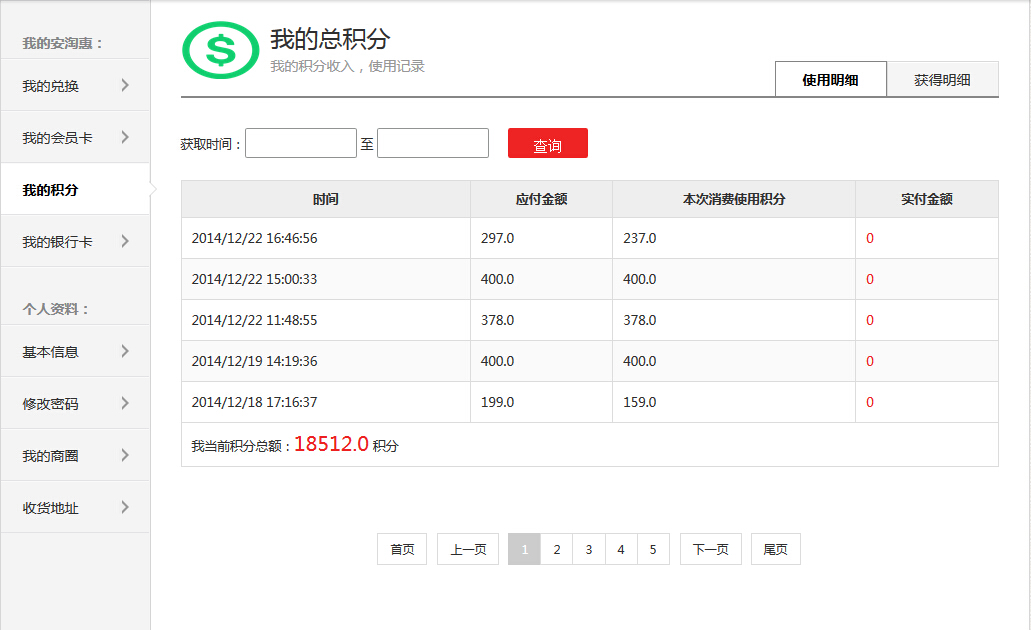 我的安淘惠：
我的兑换
我的会员卡
我的积分
我的银行卡
个人资料：
基本信息
修改密码
我的商圈
收货地址
我的总积分
我的积分收入，使用记录
使用明细 获得明细
获取时间： 至 查询
时间 应付金额 本次消费使用积分 实付金额
2014/12/22 16:46:56 297.0 237.0 0
2014/12/22 15:00:33 400.0 400.0 0
2014/12/22 11:48:55 378.0 378.0 0
2014/12/19 14:19:36 400.0 400.0 0
2014/12/18 17:16:37 199.0 159.0 0
我当前积分总额：18512.0 积分
首页 上一页 1 2 3 4 5 下一页 尾页